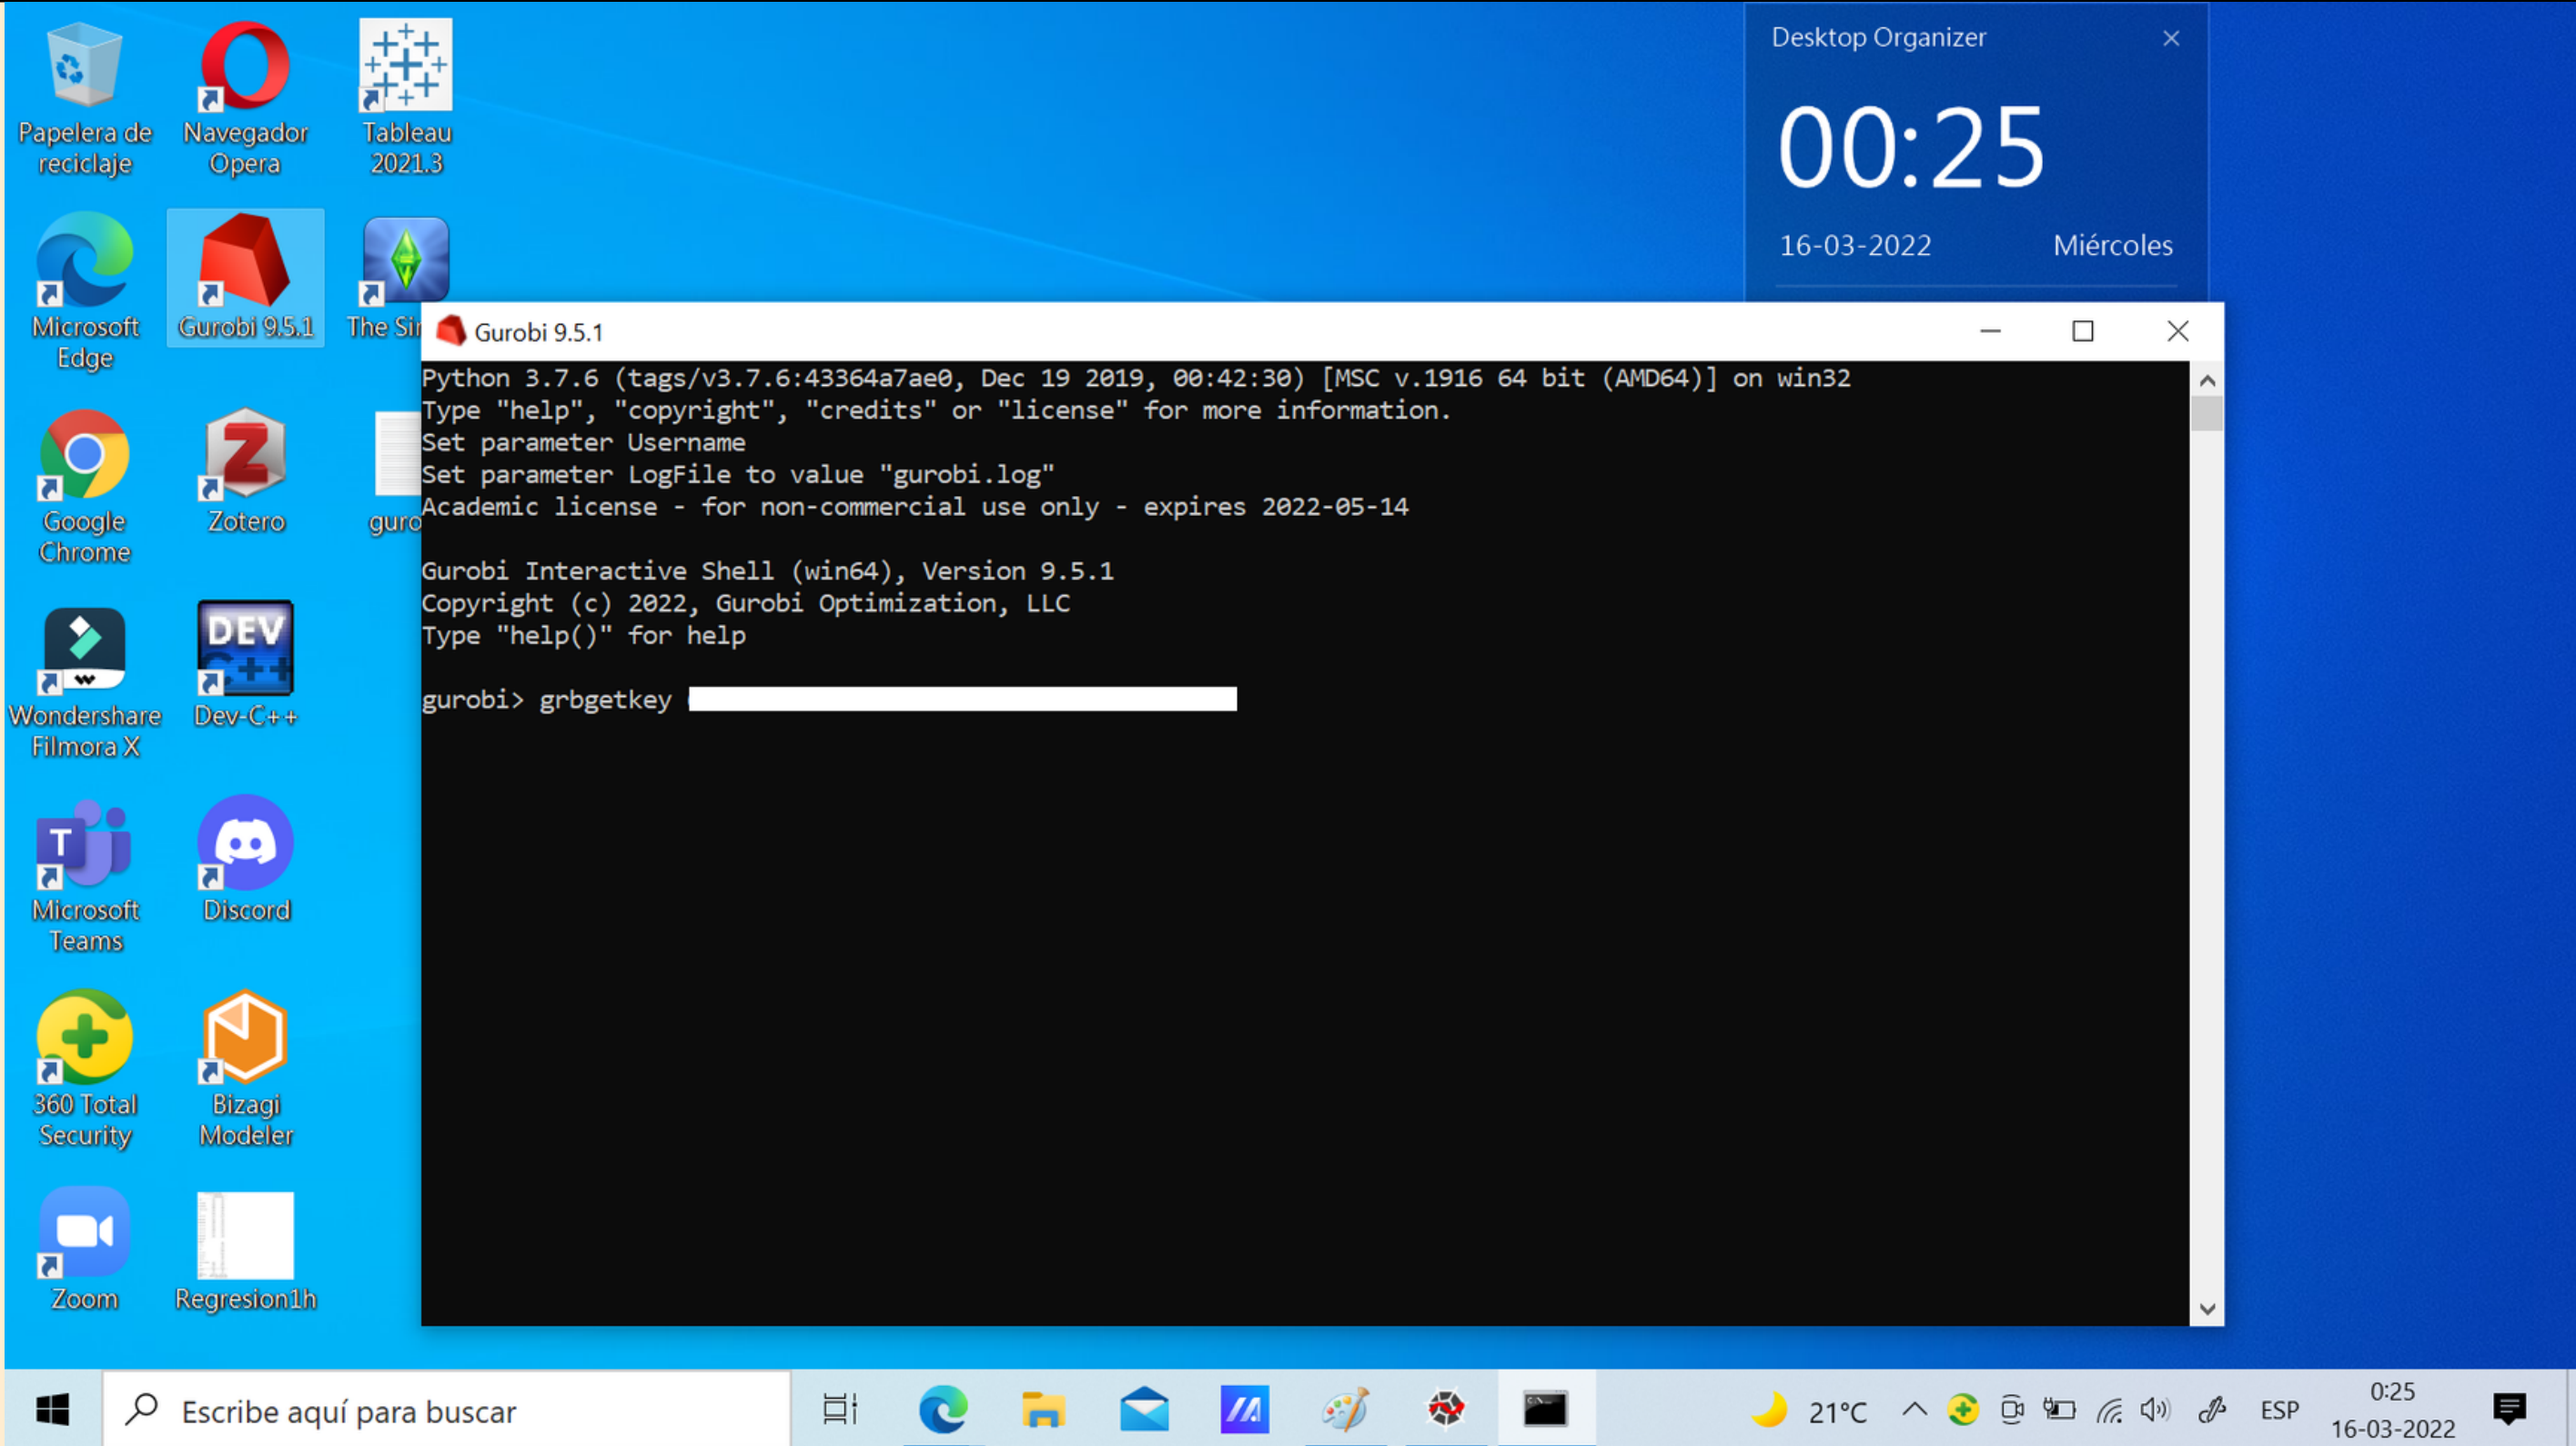 Papelera de
reciclaje
Navegador
Opera
Tableau
2021.3
Microsoft
Edge
Gurobi 9.5.1
The Sir
Google
Chrome
Zotero
guro
Wondershare
Filmora X
DEV
C++
Dev-C++
Microsoft
Teams
Discord
360 Total
Security
Bizagi
Modeler
Zoom
Regresion1h
Desktop Organizer
00:25
16-03-2022
Miércoles
Gurobi 9.5.1
Python 3.7.6 (tags/v3.7.6:43364a7ae0, Dec 19 2019, 00:42:30) [MSC v.1916 64 bit (AMD64)] on win32
Type "help", "copyright", "credits" or "license" for more information.
Set parameter Username
Set parameter LogFile to value "gurobi.log"
Academic license - for non-commercial use only - expires 2022-05-14
Gurobi Interactive Shell (win64), Version 9.5.1
Copyright (c) 2022, Gurobi Optimization, LLC
Type "help()" for help
gurobi> grbgetkey
Escribe aquí para buscar
21°C
ESP
0:25
16-03-2022